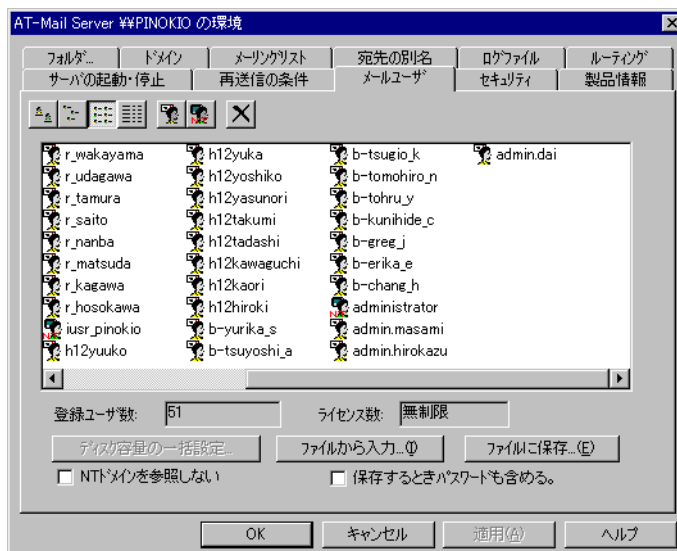 AT-Mail Server ¥¥PINOKIO の環境
フォルダ... ドメイン メーリングリスト 宛先の別名 ログファイル ルーティング
サーバの起動・停止 再送信の条件 メールユーザ セキュリティ 製品情報
r_wakayama h12yuka b-tsugio_k admin.dai
r_udagawa h12yoshiko b-tomohiro_n
r_tamura h12yasunori b-tohru_y
r_saito h12takumi b-kunihide_c
r_nanba h12tadashi b-greg_j
r_matsuda h12kawaguchi b-erika_e
r_kagawa h12kaori b-chang_h
r_hosokawa h12hiroki administrator
iusr_pinokio b-yurika_s admin.masami
h12yuuko b-tsuyoshi_a admin.hirokazu
登録ユーザ数: 51 ライセンス数: 無制限
ディスク容量の一括設定... ファイルから入力...(I) ファイルに保存...(E)
NTドメインを参照しない 保存するときパスワードも含める。
OK キャンセル 適用(A) ヘルプ